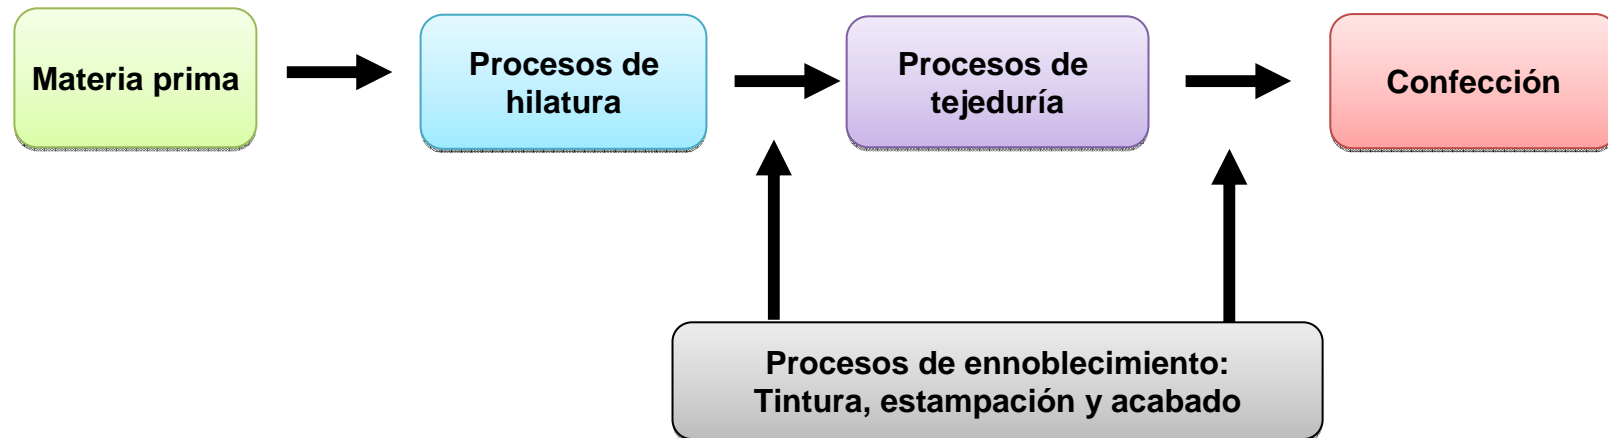 Materia prima
Procesos de
hilatura
Procesos de
tejeduría
Confección
Procesos de ennoblecimiento:
Tintura, estampación y acabado